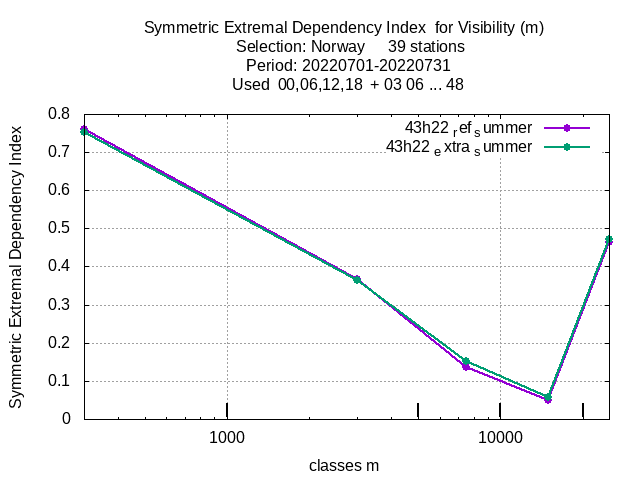 Symmetric Extremal Dependency Index for Visibility (m)
Selection: Norway 39 stations
Period: 20220701-20220731
Used 00,06,12,18 + 03 06 ... 48
43h22 ref summer
43h22 extra summer
Symmetric Extremal Dependency Index
0.8
0.7
0.6
0.5
0.4
0.3
0.2
0.1
0
1000 10000
classes m